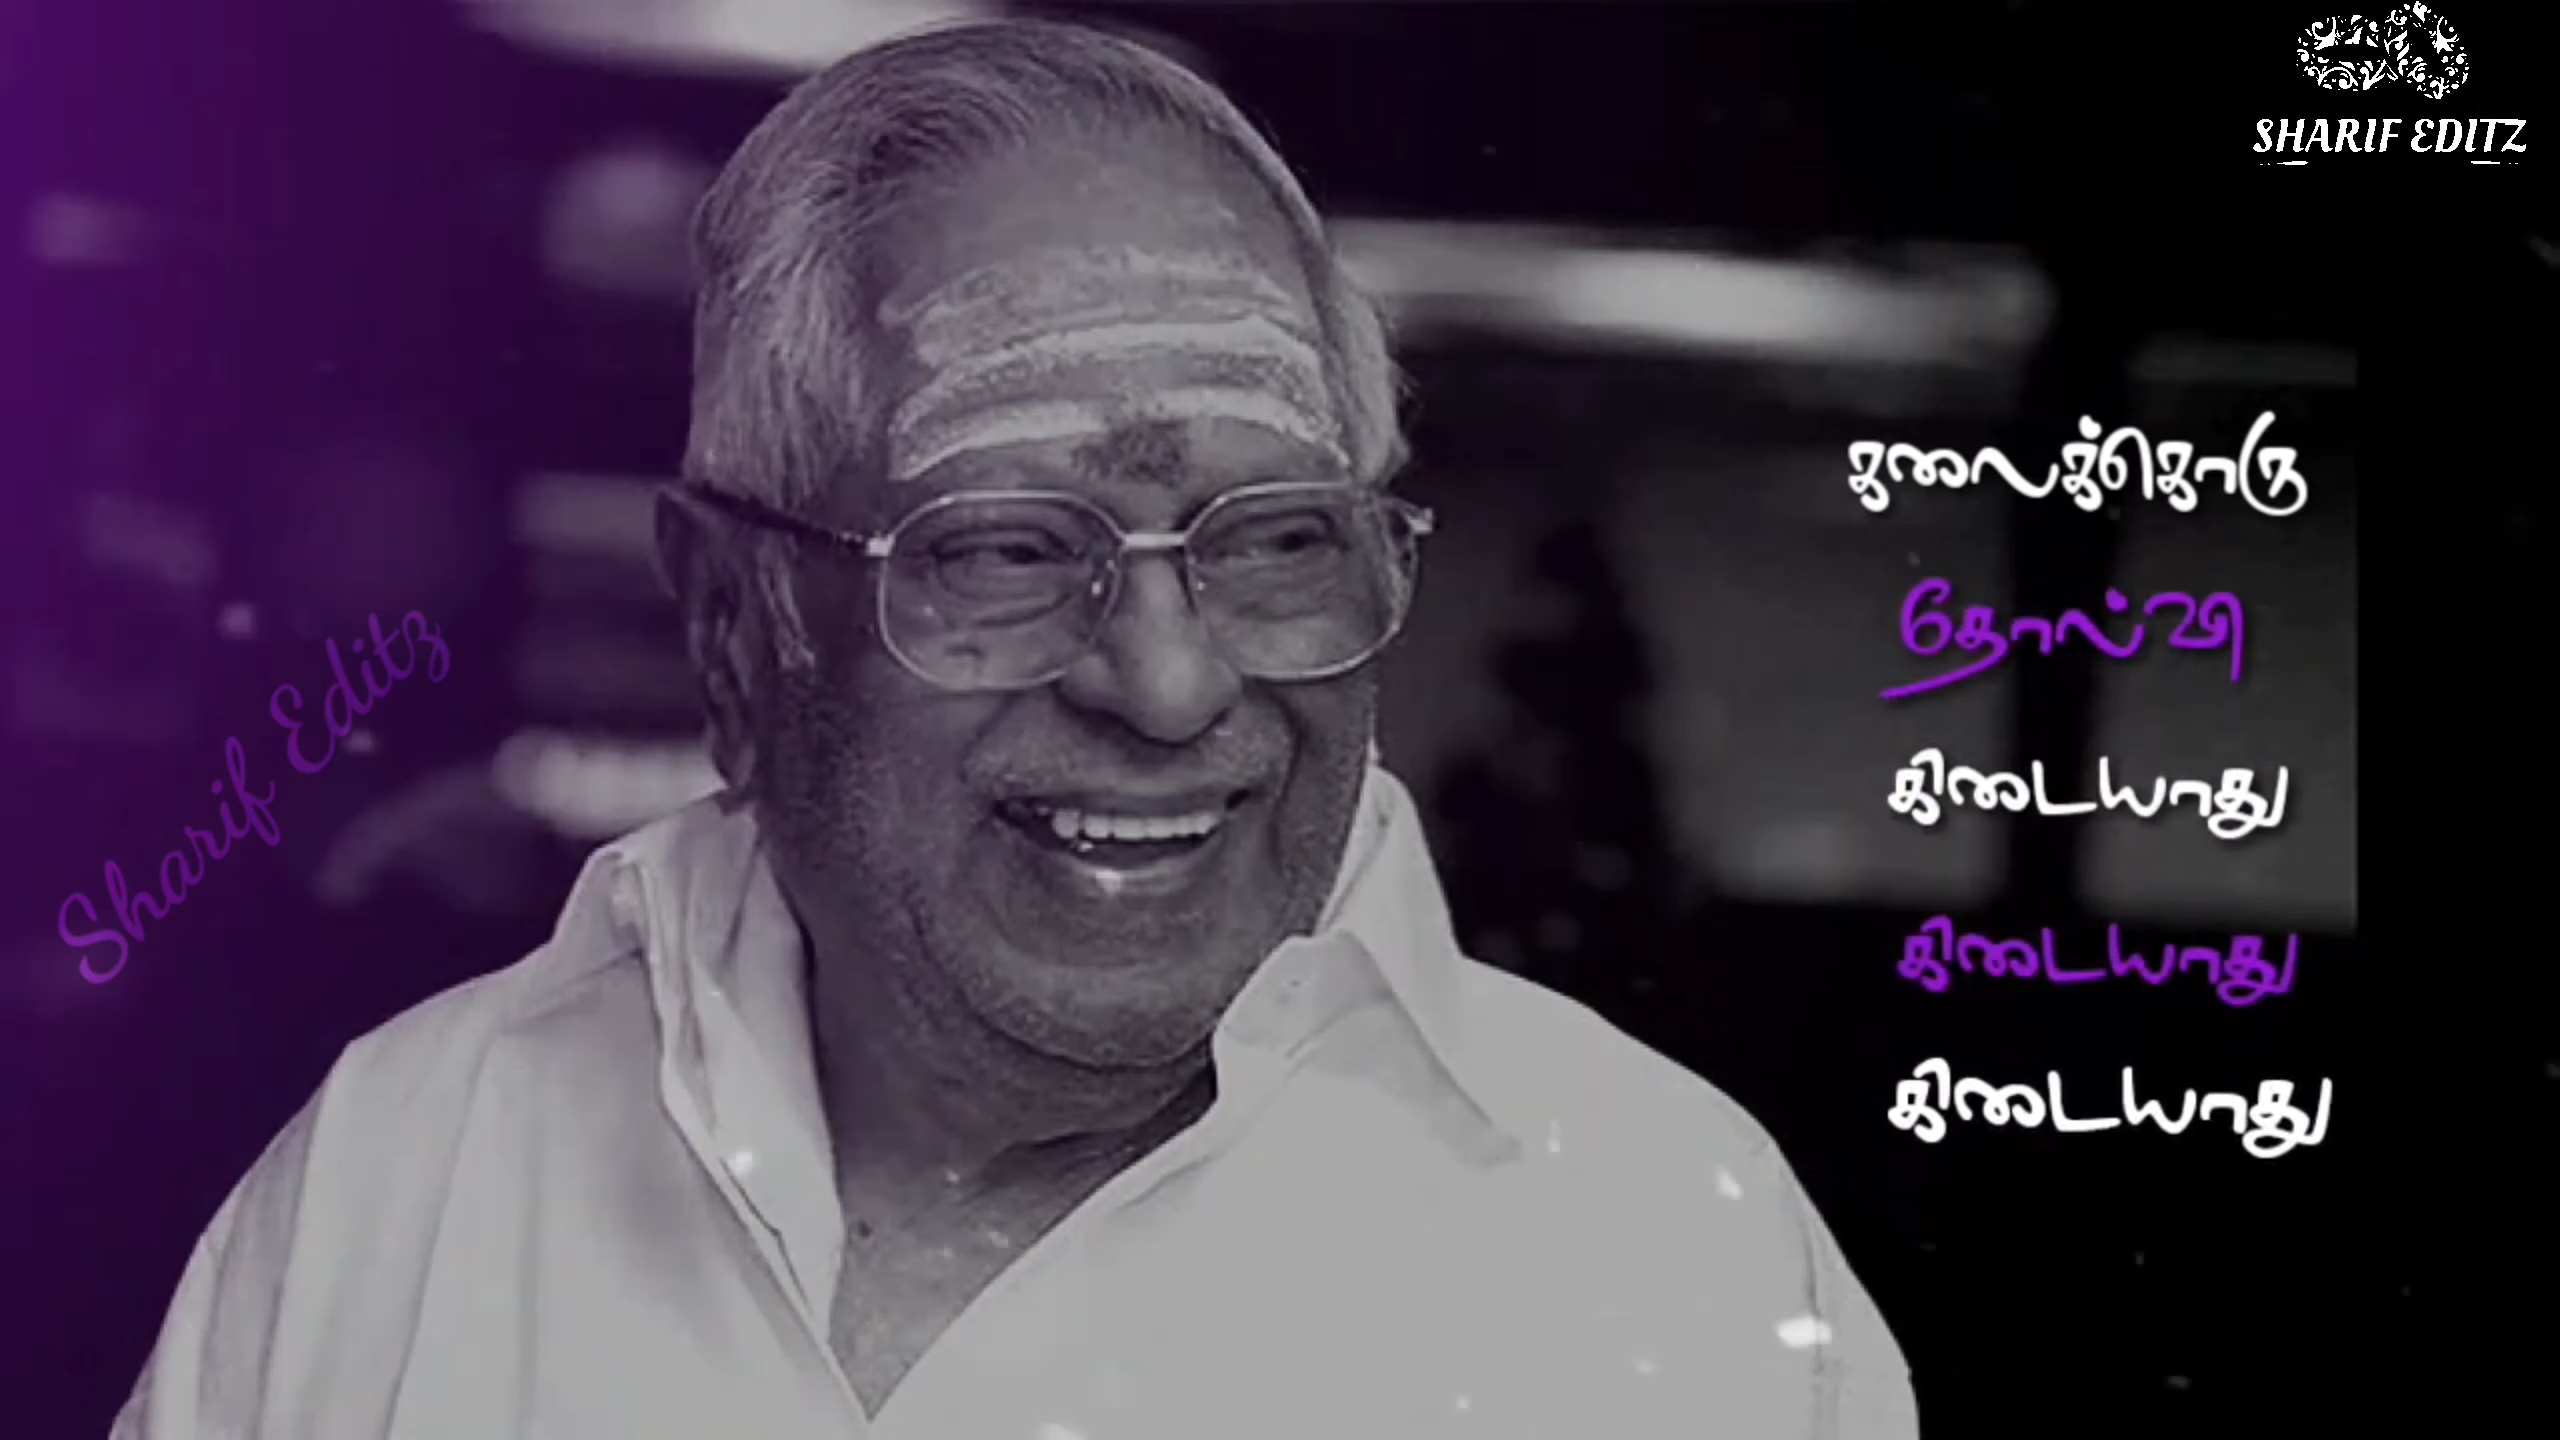 SHARIF EDITZ
கலைக்கொரு
தோல்வி
கிடையாது
கிடையாது
கிடையாது
Sharif Editz